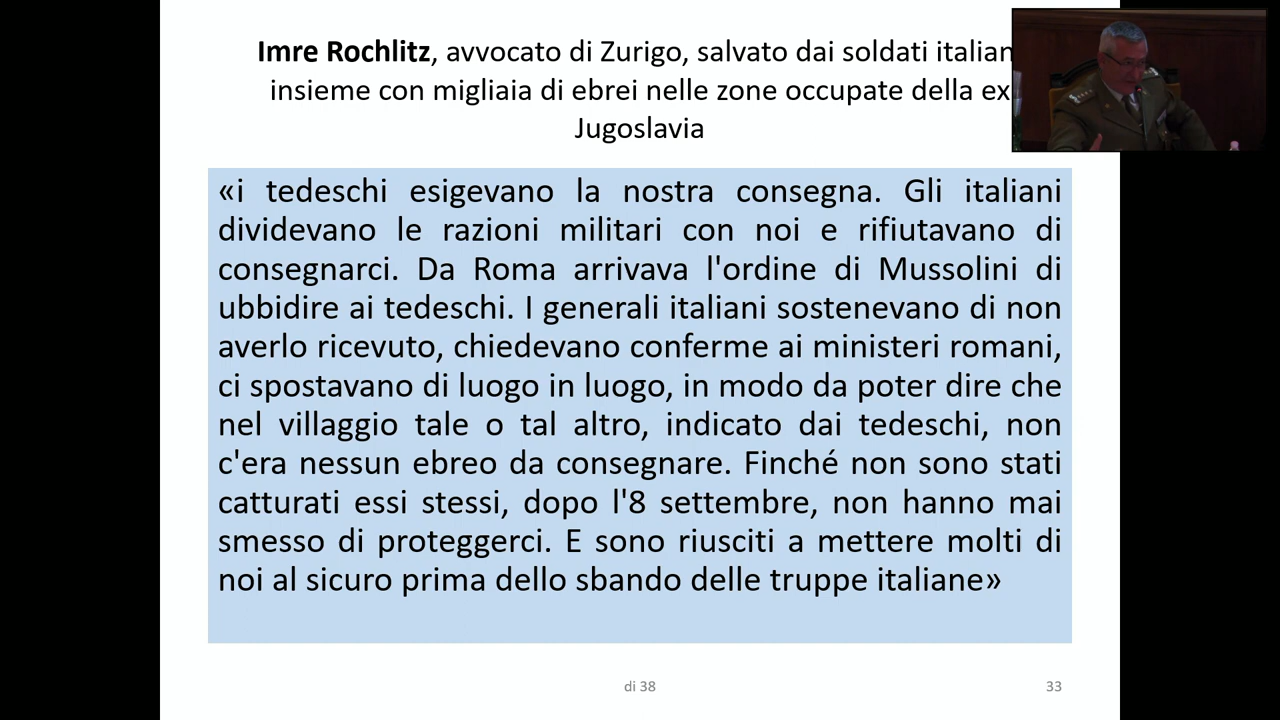 Imre Rochlitz, avvocato di Zurigo, salvato dai soldati italian
insieme con migliaia di ebrei nelle zone occupate della ex
Jugoslavia
«i tedeschi esigevano la nostra consegna. Gli italiani
dividevano le razioni militari con noi e rifiutavano di
consegnarci. Da Roma arrivava l'ordine di Mussolini di
ubbidire ai tedeschi. I generali italiani sostenevano di non
averlo ricevuto, chiedevano conferme ai ministeri romani,
ci spostavano di luogo in luogo, in modo da poter dire che
nel villaggio tale o tal altro, indicato dai tedeschi, non
c'era nessun ebreo da consegnare. Finché non sono stati
catturati essi stessi, dopo l'8 settembre, non hanno mai
smesso di proteggerci. E sono riusciti a mettere molti di
noi al sicuro prima dello sbando delle truppe italiane»
di 38
33